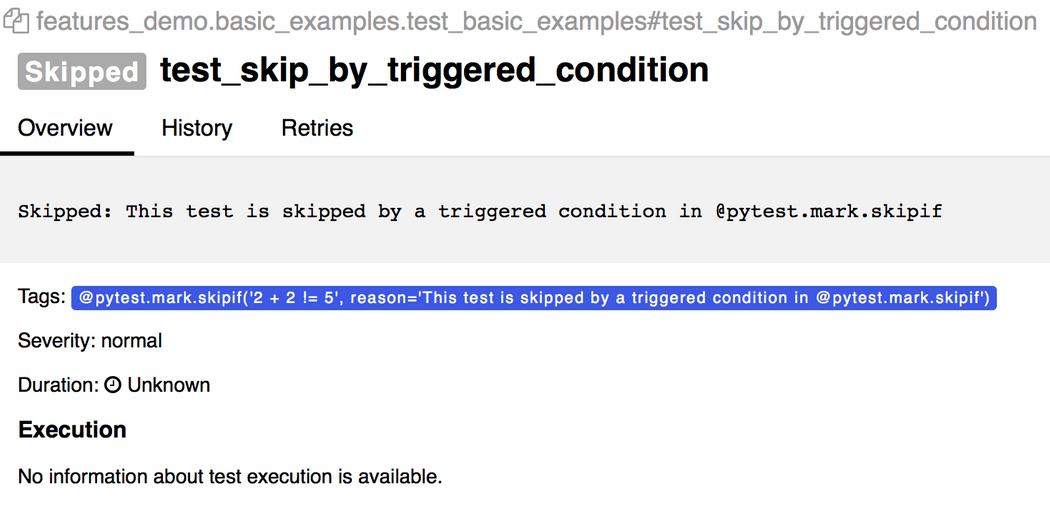 features_demo.basic_examples.test_basic_examples#test_skip_by_triggered_condition
Skipped test_skip_by_triggered_condition
Overview History Retries
Skipped: This test is skipped by a triggered condition in @pytest.mark.skipif
Tags: @pytest.mark.skipif('2 + 2 != 5', reason='This test is skipped by a triggered condition in @pytest.mark.skipif')
Severity: normal
Duration: Unknown
Execution
No information about test execution is available.